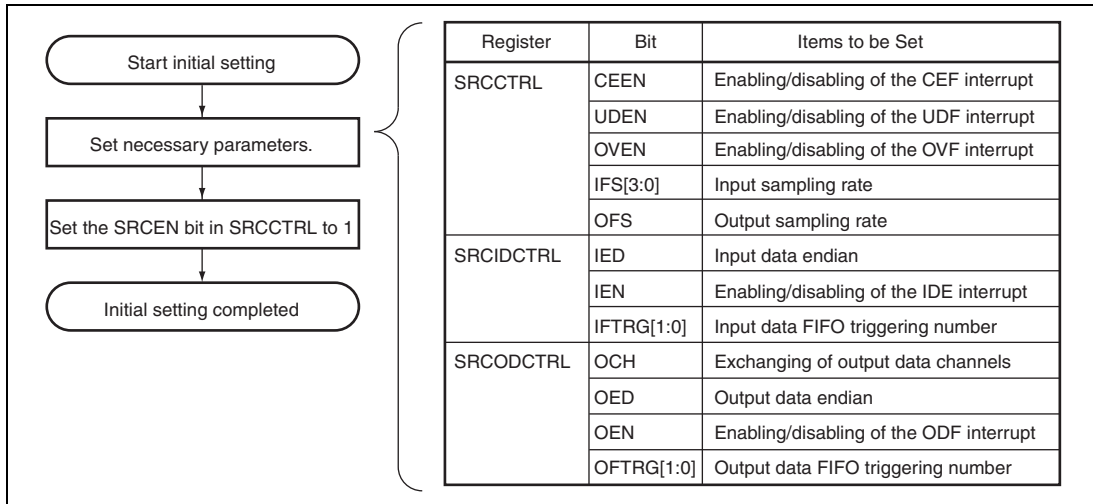 Start initial setting
Set necessary parameters.
Set the SRCEN bit in SRCCTRL to 1
Initial setting completed
Register Bit Items to be Set
SRCCTRL CEEN Enabling/disabling of the CEF interrupt
UDEN Enabling/disabling of the UDF interrupt
OVEN Enabling/disabling of the OVF interrupt
IFS[3:0] Input sampling rate
OFS Output sampling rate
SRCIDCTRL IED Input data endian
IEN Enabling/disabling of the IDE interrupt
IFTRG[1:0] Input data FIFO triggering number
SRCODCTRL OCH Exchanging of output data channels
OED Output data endian
OEN Enabling/disabling of the ODF interrupt
OFTRG[1:0] Output data FIFO triggering number